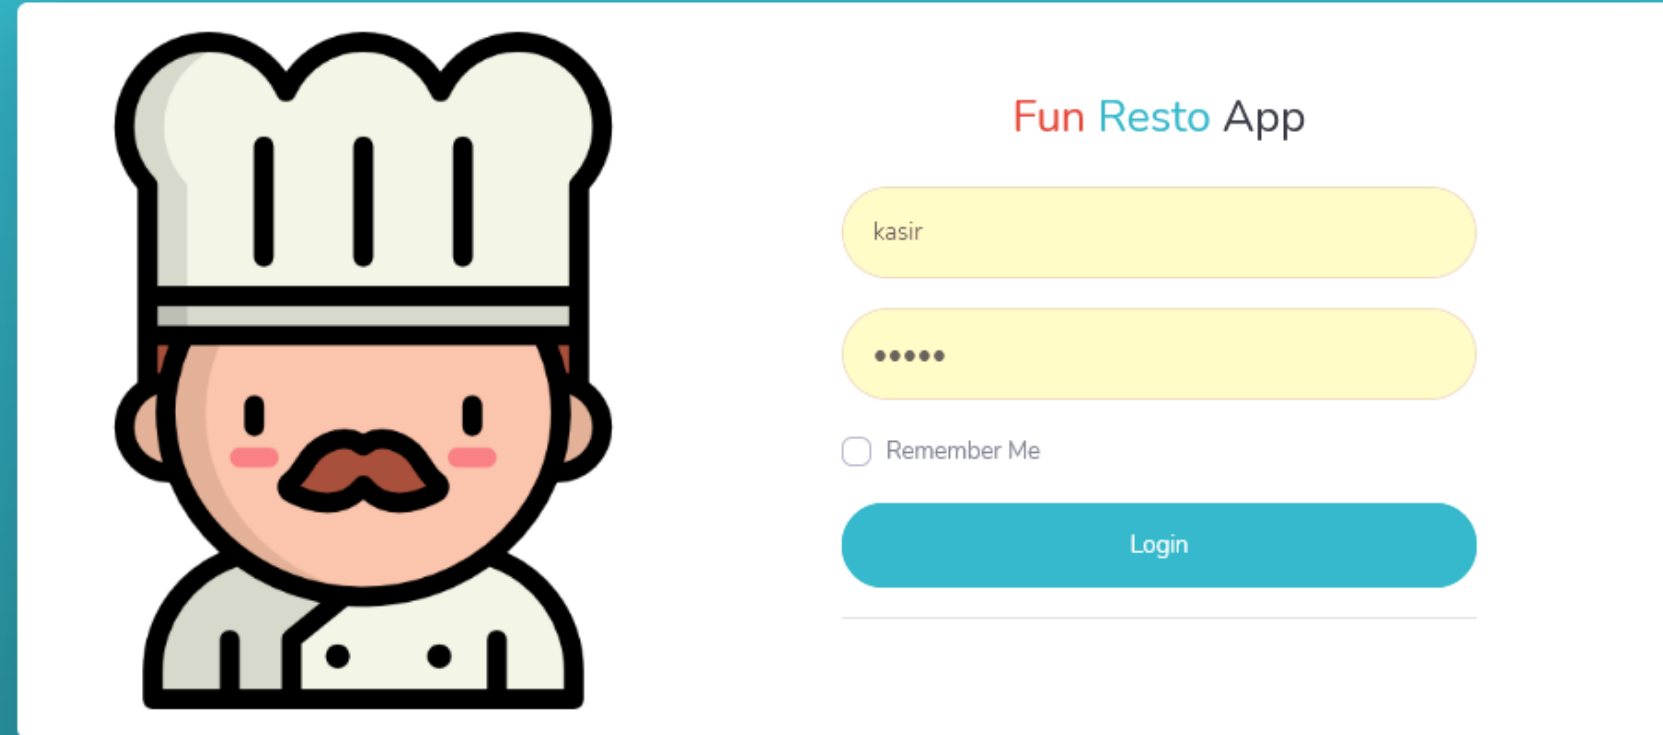 Fun Resto App
kasir
•••••
Remember Me
Login